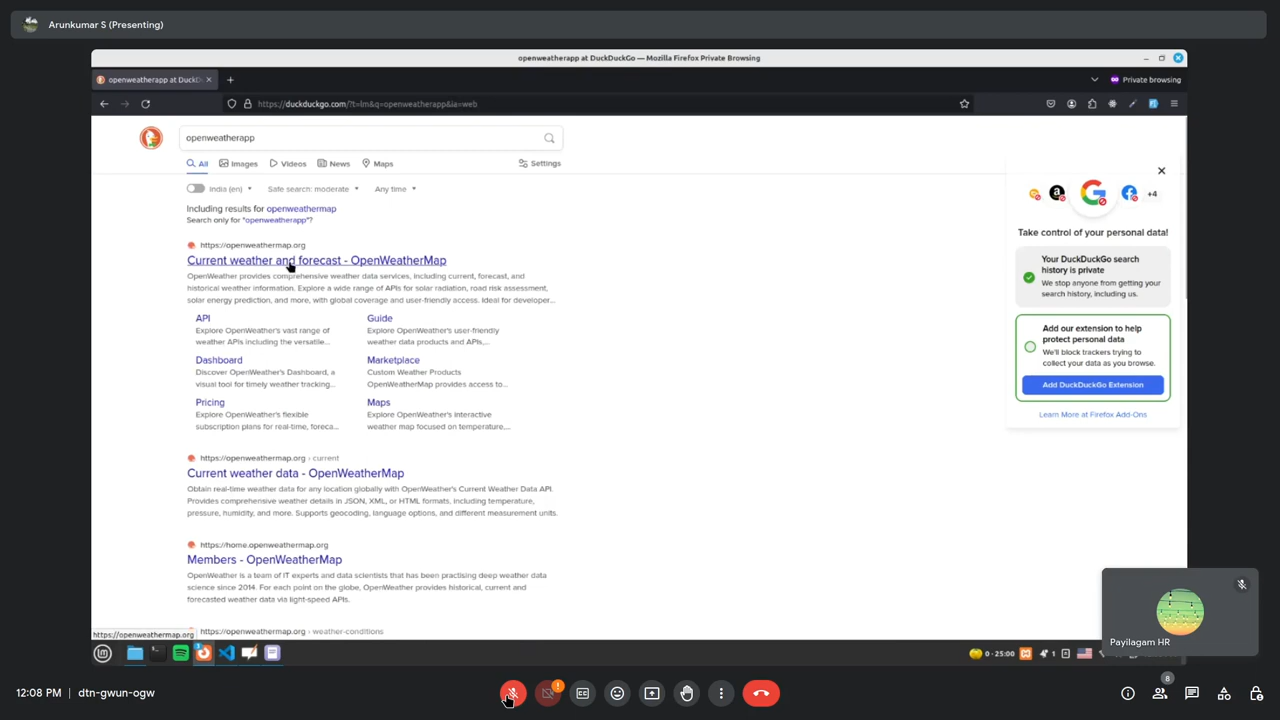 Arunkumar S (Presenting)
openweatherapp at DuckDuckGo — Mozilla Firefox Private Browsing
openweatherapp at DuckD
Private browsing
https://duckduckgo.com/?t=lm&q=openweatherapp&ia=web
openweatherapp
All Images Videos News Maps Settings
India (en) Safe search: moderate Any time
Including results for openweathermap
Search only for "openweatherapp"?
https://openweathermap.org
Current weather and forecast - OpenWeatherMap
OpenWeather provides comprehensive weather data services, including current, forecast, and
historical weather information. Explore a wide range of APIs for solar radiation, road risk assessment,
solar energy prediction, and more, with global coverage and user-friendly access. Ideal for developer...
API
Explore OpenWeather's vast range of
weather APIs including the versatile...
Guide
Explore OpenWeather's user-friendly
weather data products and APIs,...
Dashboard
Discover OpenWeather's Dashboard, a
visual tool for timely weather tracking...
Marketplace
Custom Weather Products
OpenWeatherMap provides access to...
Pricing
Explore OpenWeather's flexible
subscription plans for real-time, foreca...
Maps
Explore OpenWeather's interactive
weather map focused on temperature,...
https://openweathermap.org › current
Current weather data - OpenWeatherMap
Obtain real-time weather data for any location globally with OpenWeather's Current Weather Data API.
Provides comprehensive weather details in JSON, XML, or HTML formats, including temperature,
pressure, humidity, and more. Supports geocoding, language options, and different measurement units.
https://home.openweathermap.org
Members - OpenWeatherMap
OpenWeather is a team of IT experts and data scientists that has been practising deep weather data
science since 2014. For each point on the globe, OpenWeather provides historical, current and
forecasted weather data via light-speed APIs.
https://openweathermap.org › weather-conditions
https://openweathermap.org
+4
Take control of your personal data!
Your DuckDuckGo search
history is private
We stop anyone from getting your
search history, including us.
Add our extension to help
protect personal data
We'll block trackers trying to
collect your data as you browse.
Add DuckDuckGo Extension
Learn More at Firefox Add-Ons
Payilagam HR
0 - 25:00
1
12:08 PM | dtn-gwun-ogw
8